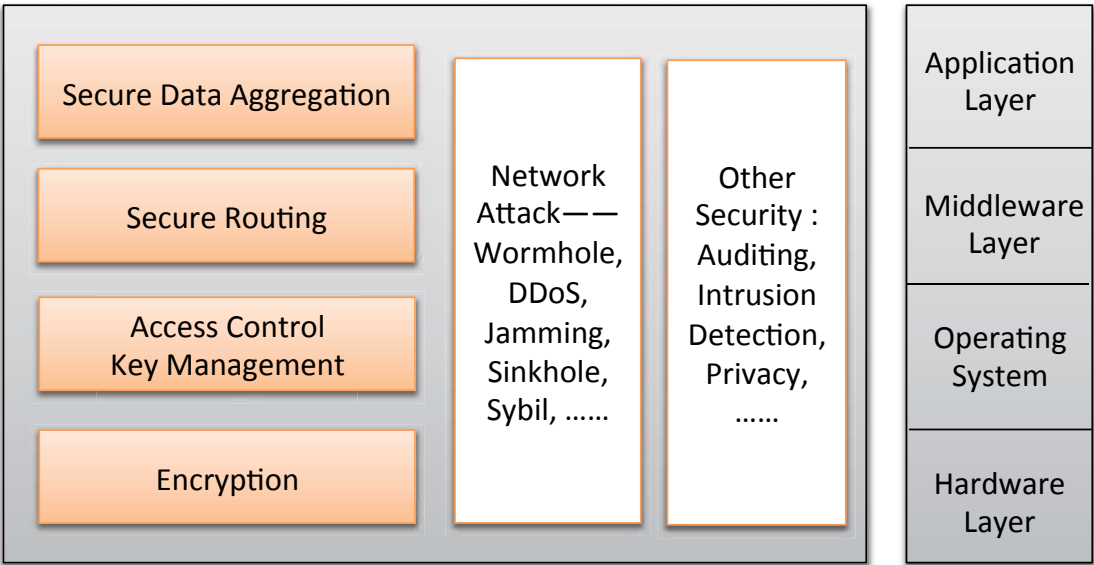 Secure Data Aggregation
Secure Routing
Access Control
Key Management
Encryption
Network
Attack——
Wormhole,
DDoS,
Jamming,
Sinkhole,
Sybil, ……
Other
Security :
Auditing,
Intrusion
Detection,
Privacy,
……
Application
Layer
Middleware
Layer
Operating
System
Hardware
Layer